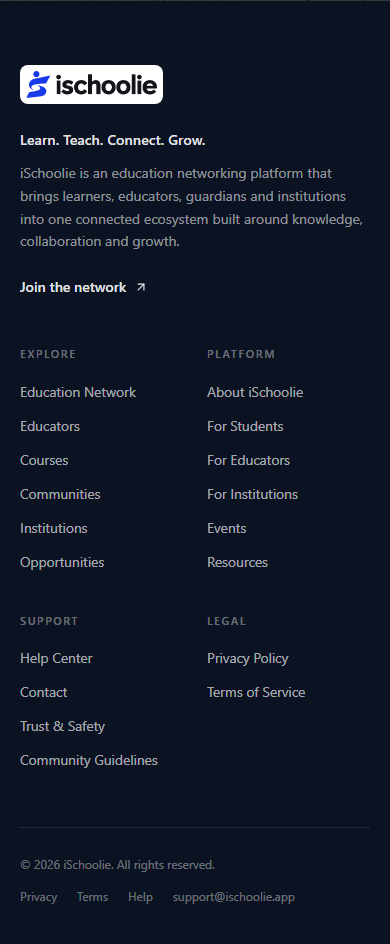 ischoolie
Learn. Teach. Connect. Grow.
iSchoolie is an education networking platform that
brings learners, educators, guardians and institutions
into one connected ecosystem built around knowledge,
collaboration and growth.
Join the network
EXPLORE
Education Network
Educators
Courses
Communities
Institutions
Opportunities
PLATFORM
About iSchoolie
For Students
For Educators
For Institutions
Events
Resources
SUPPORT
Help Center
Contact
Trust & Safety
Community Guidelines
LEGAL
Privacy Policy
Terms of Service
© 2026 iSchoolie. All rights reserved.
Privacy Terms Help support@ischoolie.app